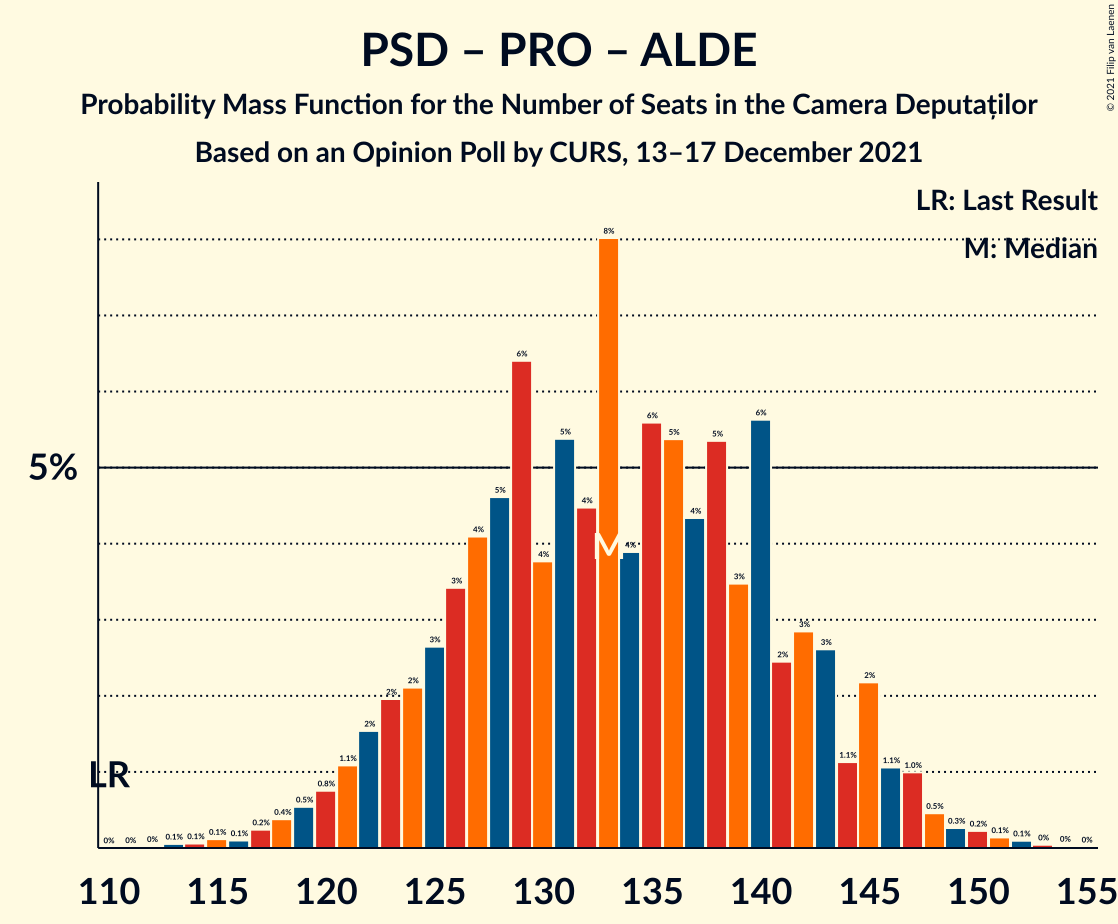 PSD – PRO – ALDE
Probability Mass Function for the Number of Seats in the Camera Deputaților
Based on an Opinion Poll by CURS, 13–17 December 2021
© 2021 Filip van Laenen
LR: Last Result
M: Median
5%
LR
M
0% 0% 0% 0.1% 0.1% 0.1% 0.1% 0.2% 0.4% 0.5% 0.8% 1.1% 2% 2% 2% 3% 3% 4% 5% 6% 4% 5% 4% 8% 4% 6% 5% 4% 5% 3% 6% 2% 3% 3% 1.1% 2% 1.1% 1.0% 0.5% 0.3% 0.2% 0.1% 0.1% 0% 0% 0%
110 115 120 125 130 135 140 145 150 155